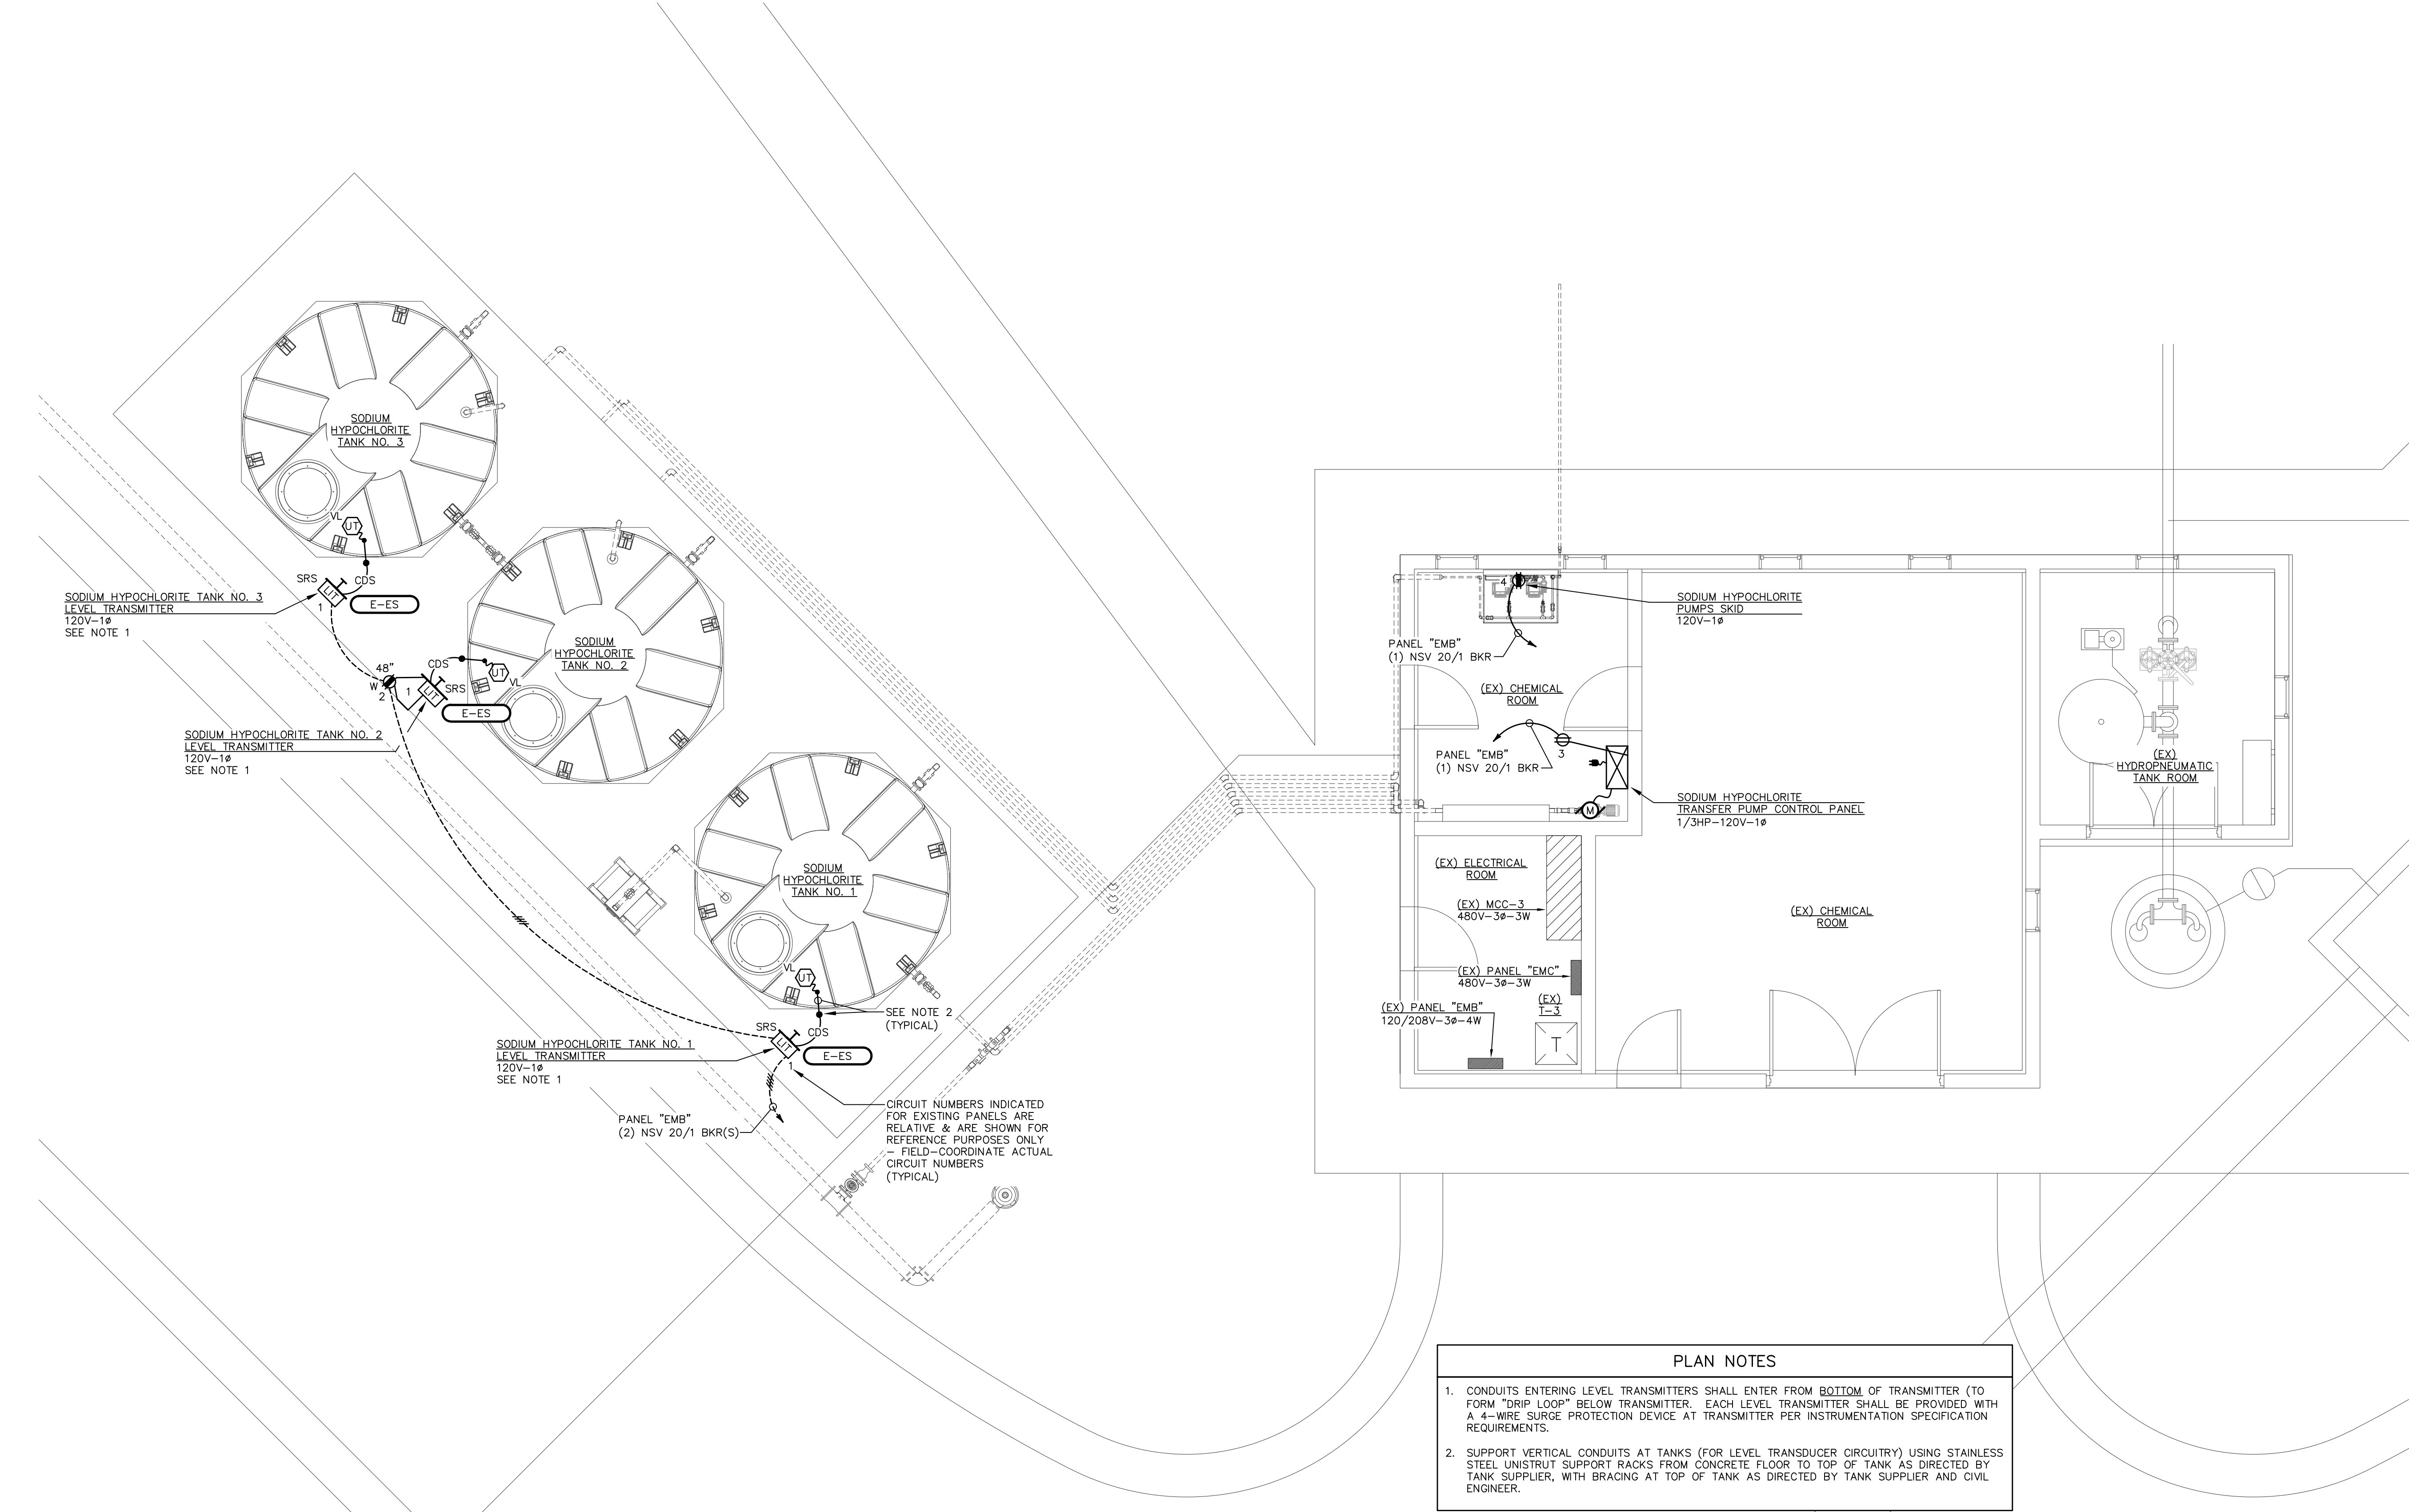 SODIUM
HYPOCHLORITE
TANK NO. 3
VL
UT
SRS
CDS
LIT
1
E-ES
SODIUM HYPOCHLORITE TANK NO. 3
LEVEL TRANSMITTER
120V-1ø
SEE NOTE 1
SODIUM
HYPOCHLORITE
TANK NO. 2
48"
W
2
1
CDS
UT
VL
LIT
SRS
E-ES
SODIUM HYPOCHLORITE TANK NO. 2
LEVEL TRANSMITTER
120V-1ø
SEE NOTE 1
SODIUM
HYPOCHLORITE
TANK NO. 1
VL
UT
SEE NOTE 2
(TYPICAL)
SRS
CDS
LIT
1
E-ES
SODIUM HYPOCHLORITE TANK NO. 1
LEVEL TRANSMITTER
120V-1ø
SEE NOTE 1
PANEL "EMB"
(2) NSV 20/1 BKR(S)
CIRCUIT NUMBERS INDICATED
FOR EXISTING PANELS ARE
RELATIVE & ARE SHOWN FOR
REFERENCE PURPOSES ONLY
- FIELD-COORDINATE ACTUAL
CIRCUIT NUMBERS
(TYPICAL)
4
SODIUM HYPOCHLORITE
PUMPS SKID
120V-1ø
PANEL "EMB"
(1) NSV 20/1 BKR
(EX) CHEMICAL
ROOM
PANEL "EMB"
(1) NSV 20/1 BKR
3
M
SODIUM HYPOCHLORITE
TRANSFER PUMP CONTROL PANEL
1/3HP-120V-1ø
(EX) ELECTRICAL
ROOM
(EX) MCC-3
480V-3ø-3W
(EX) PANEL "EMC"
480V-3ø-3W
(EX) PANEL "EMB"
120/208V-3ø-4W
(EX)
T-3
T
(EX) CHEMICAL
ROOM
(EX)
HYDROPNEUMATIC
TANK ROOM
PLAN NOTES
1. CONDUITS ENTERING LEVEL TRANSMITTERS SHALL ENTER FROM BOTTOM OF TRANSMITTER (TO
FORM "DRIP LOOP" BELOW TRANSMITTER. EACH LEVEL TRANSMITTER SHALL BE PROVIDED WITH
A 4-WIRE SURGE PROTECTION DEVICE AT TRANSMITTER PER INSTRUMENTATION SPECIFICATION
REQUIREMENTS.
2. SUPPORT VERTICAL CONDUITS AT TANKS (FOR LEVEL TRANSDUCER CIRCUITRY) USING STAINLESS
STEEL UNISTRUT SUPPORT RACKS FROM CONCRETE FLOOR TO TOP OF TANK AS DIRECTED BY
TANK SUPPLIER, WITH BRACING AT TOP OF TANK AS DIRECTED BY TANK SUPPLIER AND CIVIL
ENGINEER.